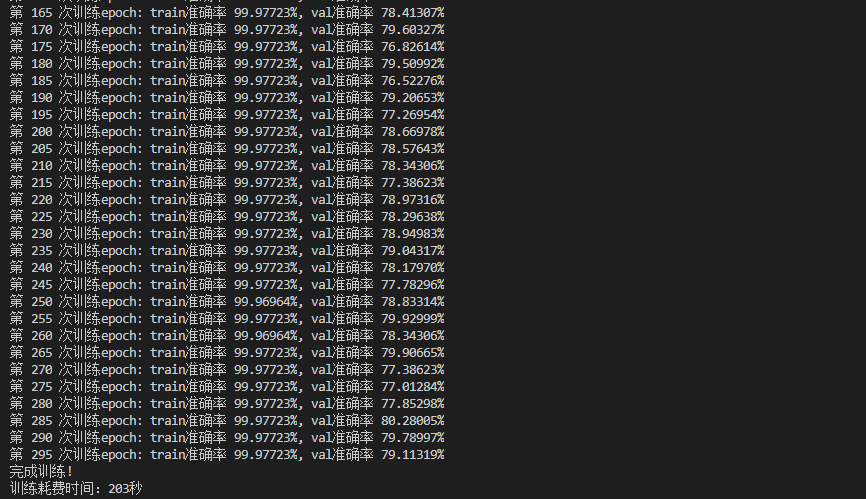 第 165 次训练epoch: train准确率 99.97723%, val准确率 78.41307%
第 170 次训练epoch: train准确率 99.97723%, val准确率 79.60327%
第 175 次训练epoch: train准确率 99.97723%, val准确率 76.82614%
第 180 次训练epoch: train准确率 99.97723%, val准确率 79.50992%
第 185 次训练epoch: train准确率 99.97723%, val准确率 76.52276%
第 190 次训练epoch: train准确率 99.97723%, val准确率 79.20653%
第 195 次训练epoch: train准确率 99.97723%, val准确率 77.26954%
第 200 次训练epoch: train准确率 99.97723%, val准确率 78.66978%
第 205 次训练epoch: train准确率 99.97723%, val准确率 78.57643%
第 210 次训练epoch: train准确率 99.97723%, val准确率 78.34306%
第 215 次训练epoch: train准确率 99.97723%, val准确率 77.38623%
第 220 次训练epoch: train准确率 99.97723%, val准确率 78.97316%
第 225 次训练epoch: train准确率 99.97723%, val准确率 78.29638%
第 230 次训练epoch: train准确率 99.97723%, val准确率 78.94983%
第 235 次训练epoch: train准确率 99.97723%, val准确率 79.04317%
第 240 次训练epoch: train准确率 99.97723%, val准确率 78.17970%
第 245 次训练epoch: train准确率 99.97723%, val准确率 77.78296%
第 250 次训练epoch: train准确率 99.96964%, val准确率 78.83314%
第 255 次训练epoch: train准确率 99.97723%, val准确率 79.92999%
第 260 次训练epoch: train准确率 99.96964%, val准确率 78.34306%
第 265 次训练epoch: train准确率 99.97723%, val准确率 79.90665%
第 270 次训练epoch: train准确率 99.97723%, val准确率 77.38623%
第 275 次训练epoch: train准确率 99.97723%, val准确率 77.01284%
第 280 次训练epoch: train准确率 99.97723%, val准确率 77.85298%
第 285 次训练epoch: train准确率 99.97723%, val准确率 80.28005%
第 290 次训练epoch: train准确率 99.97723%, val准确率 79.78997%
第 295 次训练epoch: train准确率 99.97723%, val准确率 79.11319%
完成训练!
训练耗费时间: 203秒